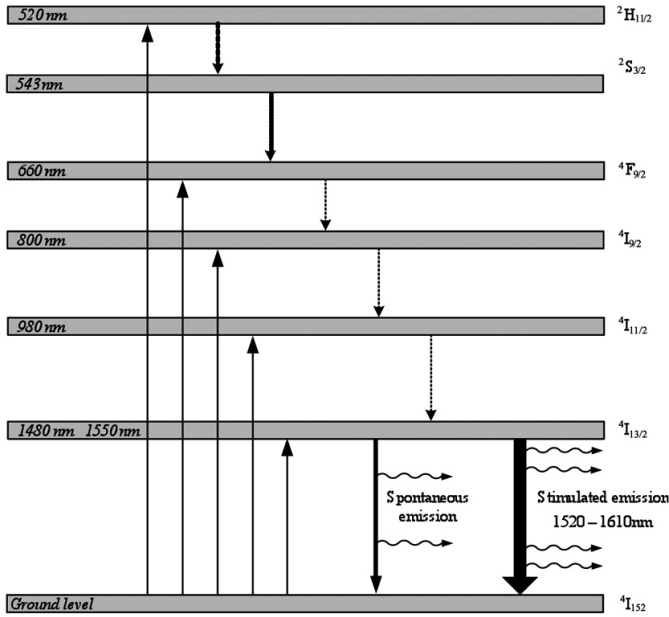 520 nm ²H₁₁/₂
²S₃/₂
543 nm
660 nm ⁴F₉/₂
800 nm ⁴I₉/₂
980 nm ⁴I₁₁/₂
1480 nm 1550 nm ⁴I₁₃/₂
Spontaneous
emission
Stimulated emission
1520 – 1610nm
Ground level ⁴I₁₅₂